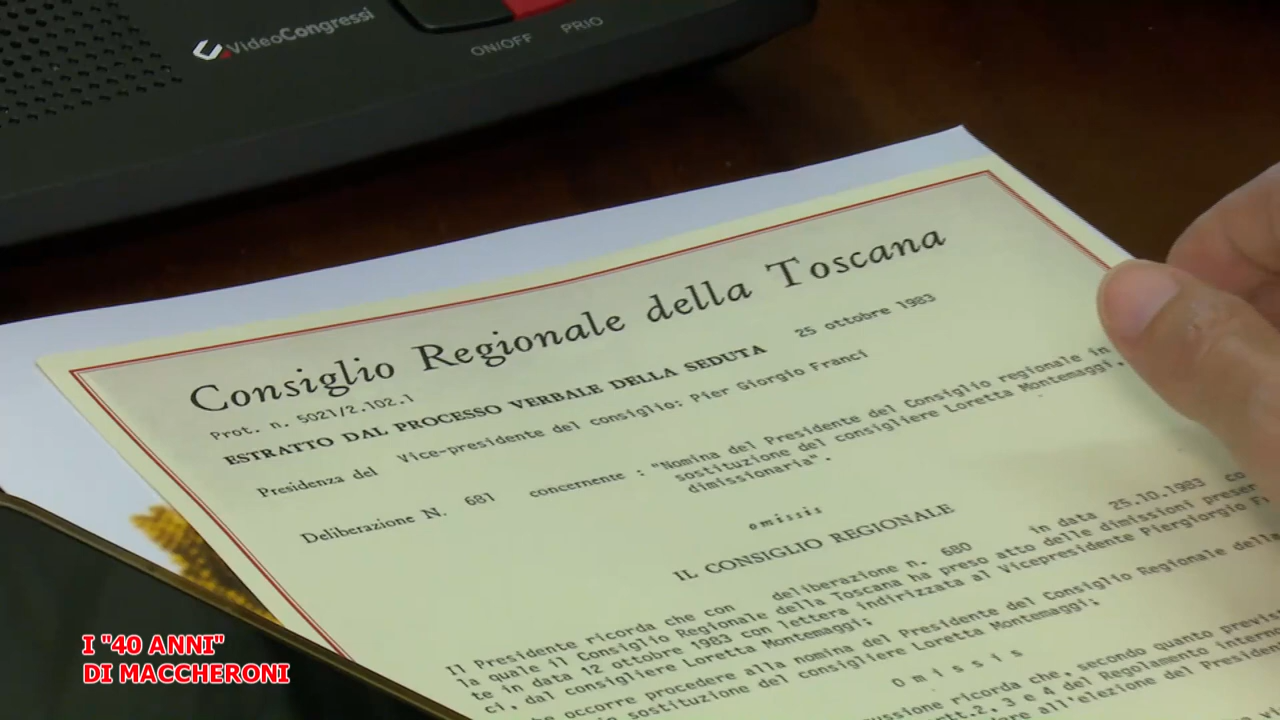 VideoCongressi
ON/OFF PRIO
Consiglio Regionale della Toscana
Prot. n. 5021/2.102.1
ESTRATTO DAL PROCESSO VERBALE DELLA SEDUTA 25 ottobre 1983
Presidenza del Vice-presidente del consiglio: Pier Giorgio Franci
Deliberazione N. 681 concernente : "Nomina del Presidente del Consiglio regionale in
sostituzione del consigliere Loretta Montemaggi,
dimissionaria".
omissis
IL CONSIGLIO REGIONALE
Il Presidente ricorda che con deliberazione n. 680 in data 25.10.1983 co
la quale il Consiglio Regionale della Toscana ha preso atto delle dimissioni presen
te in data 12 ottobre 1983 con lettera indirizzata al Vicepresidente Piergiorgio
ci, dal consigliere Loretta Montemaggi;
occorre procedere alla nomina del Presidente del Consiglio Regionale della
sostituzione del consigliere Loretta Montemaggi;
Omissis
ricorda che, secondo quanto
2, 3 e 4 del Regolamento
all'elezione del
I "40 ANNI"
DI MACCHERONI